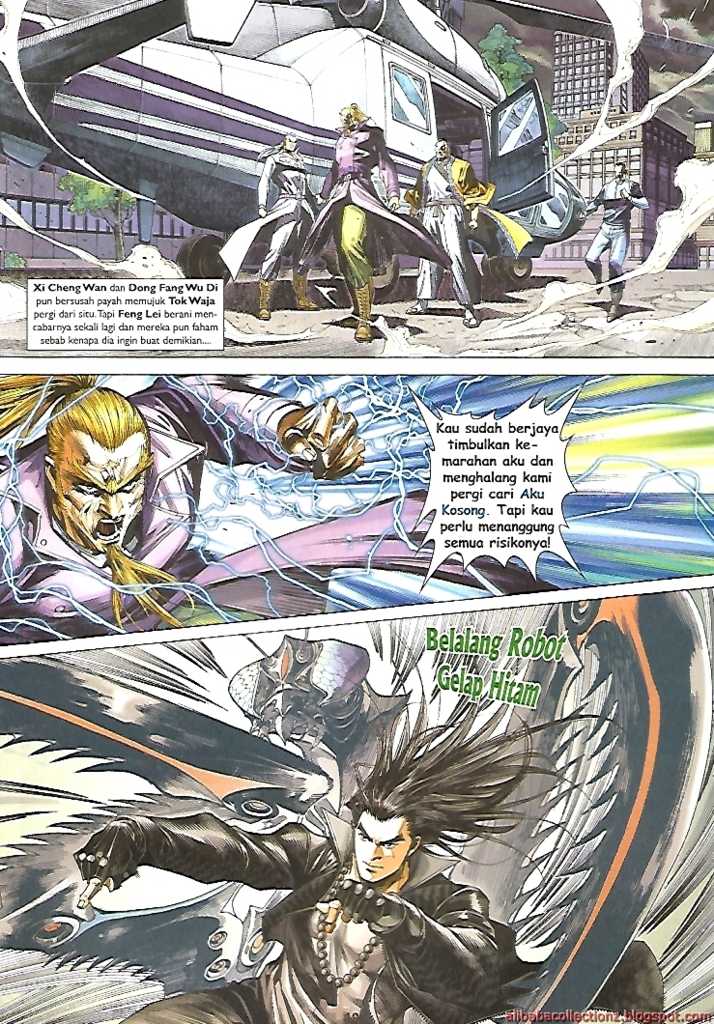 Xi Cheng Wan dan Dong Fang Wu Di
pun bersusah payah memujuk Tok Waja
pergi dari situ. Tapi Feng Lei berani men-
cabarnya sekali lagi dan mereka pun faham
sebab kenapa dia ingin buat demikian....
Kau sudah berjaya
timbulkan ke-
marahan aku dan
menghalang kami
pergi cari Aku
Kosong. Tapi kau
perlu menanggung
semua risikonya!
Belalang Robot
Gelap Hitam
alibabacollectionz.blogspot.com